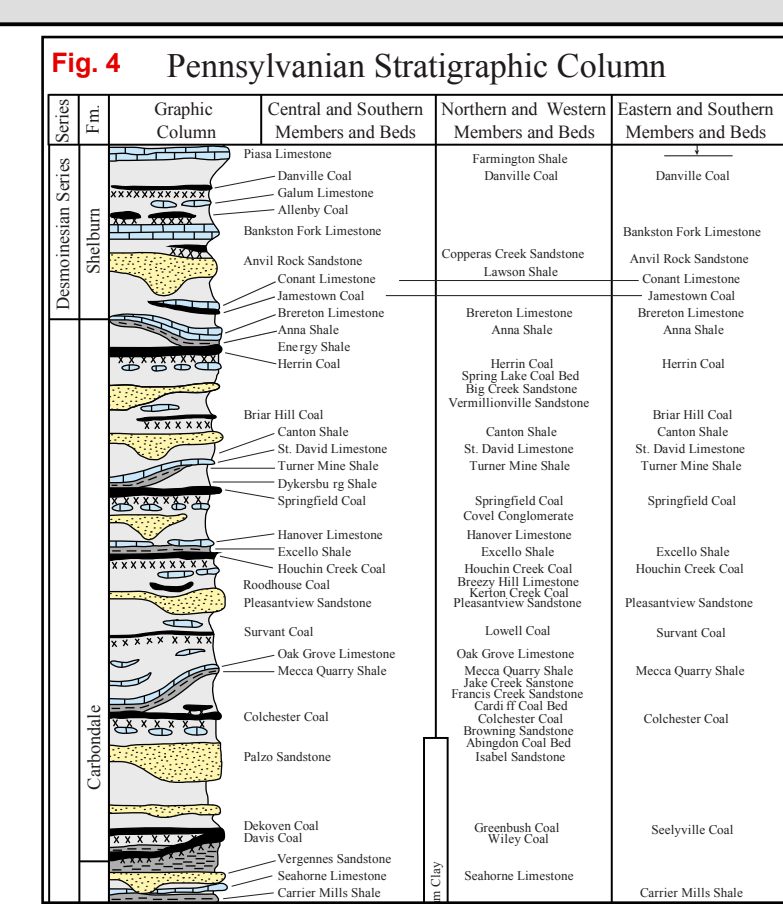 Fig. 4
Pennsylvanian Stratigraphic Column
Series
Fm.
Graphic
Column
Central and Southern
Members and Beds
Northern and Western
Members and Beds
Eastern and Southern
Members and Beds
Desmoinesian Series
Shelburn
Carbondale
Piasa Limestone
Danville Coal
Galum Limestone
Allenby Coal
Bankston Fork Limestone
Anvil Rock Sandstone
Conant Limestone
Jamestown Coal
Brereton Limestone
Anna Shale
Energy Shale
Herrin Coal
Briar Hill Coal
Canton Shale
St. David Limestone
Turner Mine Shale
Dykersbu rg Shale
Springfield Coal
Hanover Limestone
Excello Shale
Houchin Creek Coal
Roodhouse Coal
Pleasantview Sandstone
Survant Coal
Oak Grove Limestone
Mecca Quarry Shale
Colchester Coal
Palzo Sandstone
Dekoven Coal
Davis Coal
Vergennes Sandstone
Seahorne Limestone
Carrier Mills Shale
Farmington Shale
Danville Coal
Copperas Creek Sandstone
Lawson Shale
Brereton Limestone
Anna Shale
Herrin Coal
Spring Lake Coal Bed
Big Creek Sandstone
Vermillionville Sandstone
Canton Shale
St. David Limestone
Turner Mine Shale
Springfield Coal
Covel Conglomerate
Hanover Limestone
Excello Shale
Houchin Creek Coal
Breezy Hill Limestone
Kerton Creek Coal
Pleasantview Sandstone
Lowell Coal
Oak Grove Limestone
Mecca Quarry Shale
Jake Creek Sanstone
Francis Creek Sandstone
Cardi ff Coal Bed
Colchester Coal
Browning Sandstone
Abingdon Coal Bed
Isabel Sandstone
Greenbush Coal
Wiley Coal
Seahorne Limestone
m Clay
Danville Coal
Bankston Fork Limestone
Anvil Rock Sandstone
Conant Limestone
Jamestown Coal
Brereton Limestone
Anna Shale
Herrin Coal
Briar Hill Coal
Canton Shale
St. David Limestone
Turner Mine Shale
Springfield Coal
Excello Shale
Houchin Creek Coal
Pleasantview Sandstone
Survant Coal
Mecca Quarry Shale
Colchester Coal
Seelyville Coal
Carrier Mills Shale